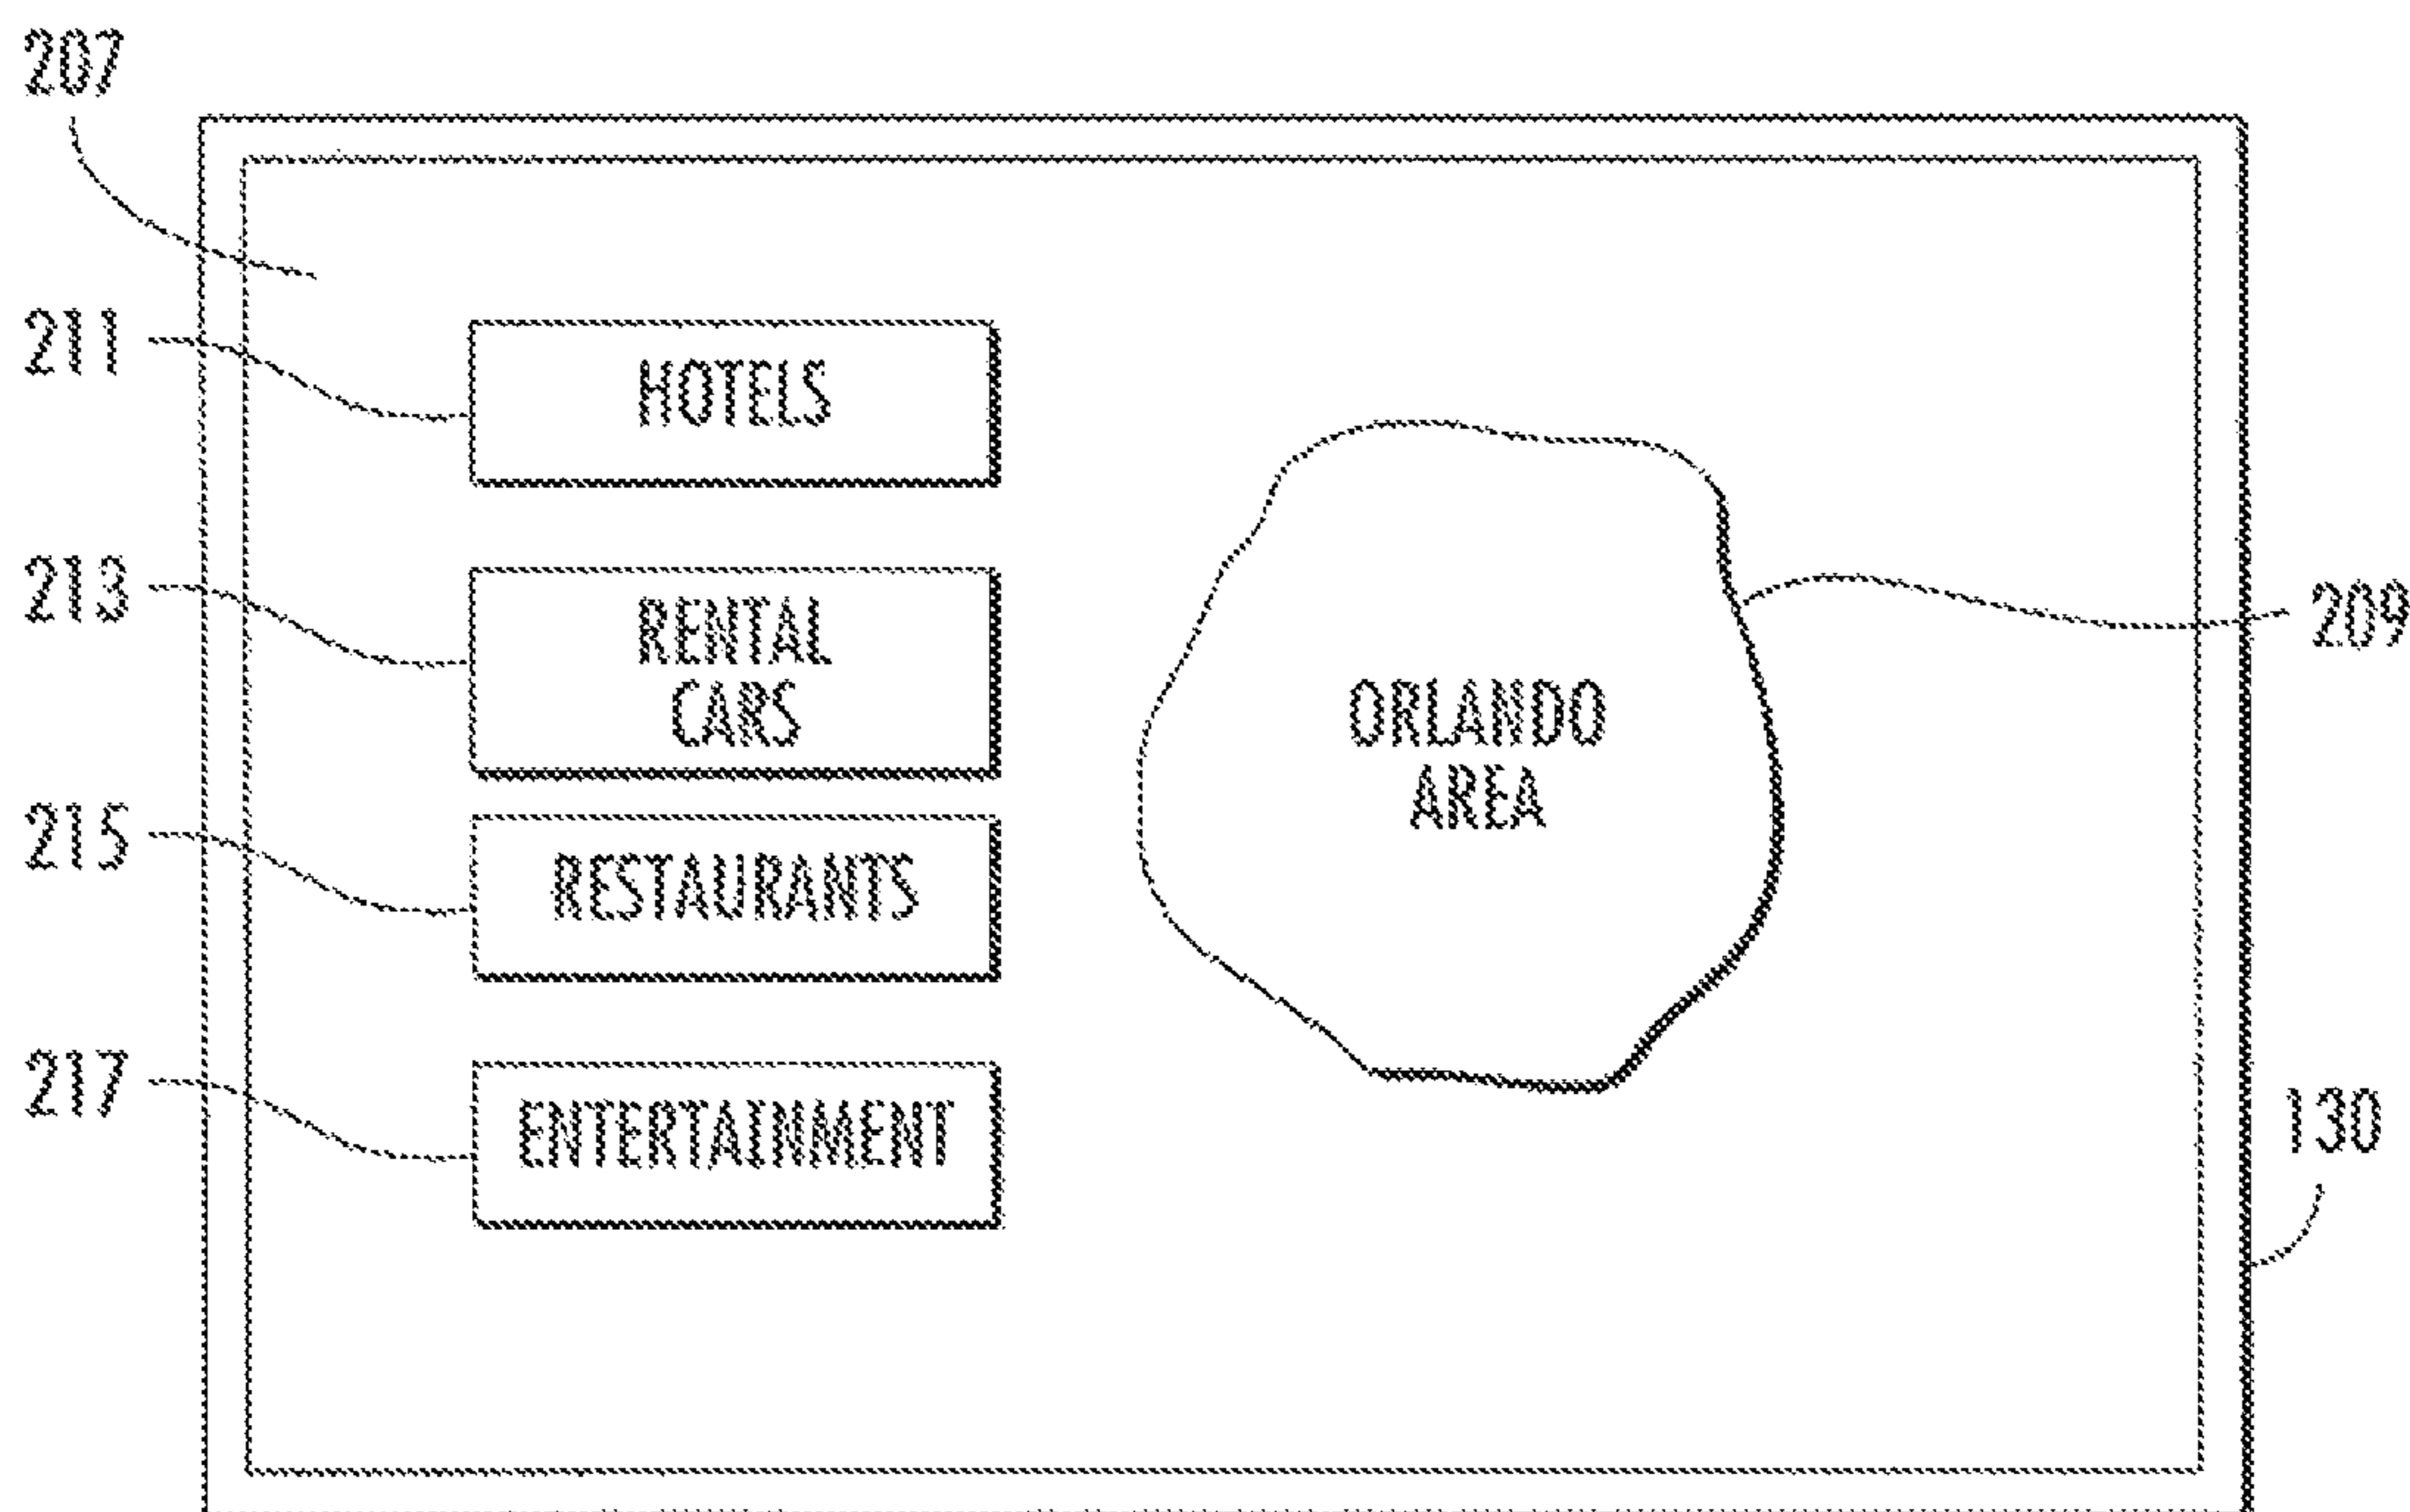 207
211
HOTELS
213
RENTAL
CARS
209
ORLANDO
AREA
215
RESTAURANTS
217
ENTERTAINMENT
130